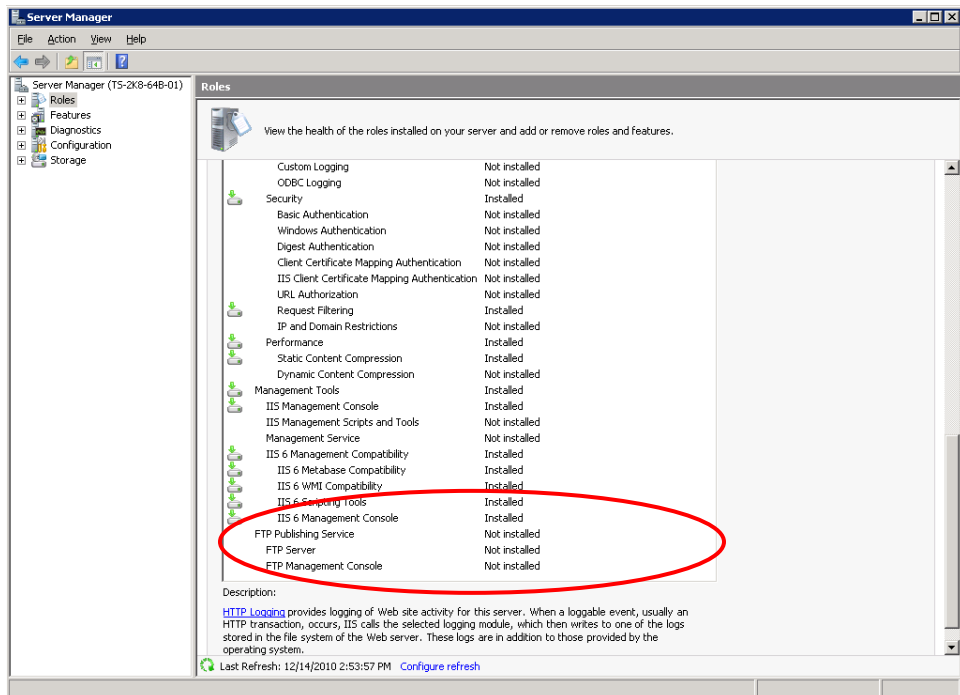 Server Manager
File Action View Help
Server Manager (TS-2K8-64B-01)
Roles
Features
Diagnostics
Configuration
Storage
Roles
View the health of the roles installed on your server and add or remove roles and features.
Custom Logging Not installed
ODBC Logging Not installed
Security Installed
Basic Authentication Not installed
Windows Authentication Not installed
Digest Authentication Not installed
Client Certificate Mapping Authentication Not installed
IIS Client Certificate Mapping Authentication Not installed
URL Authorization Not installed
Request Filtering Installed
IP and Domain Restrictions Not installed
Performance Installed
Static Content Compression Installed
Dynamic Content Compression Not installed
Management Tools Installed
IIS Management Console Installed
IIS Management Scripts and Tools Not installed
Management Service Not installed
IIS 6 Management Compatibility Installed
IIS 6 Metabase Compatibility Installed
IIS 6 WMI Compatibility Installed
IIS 6 Scripting Tools Installed
IIS 6 Management Console Installed
FTP Publishing Service Not installed
FTP Server Not installed
FTP Management Console Not installed
Description:
HTTP Logging provides logging of Web site activity for this server. When a loggable event, usually an
HTTP transaction, occurs, IIS calls the selected logging module, which then writes to one of the logs
stored in the file system of the Web server. These logs are in addition to those provided by the
operating system.
Last Refresh: 12/14/2010 2:53:57 PM Configure refresh